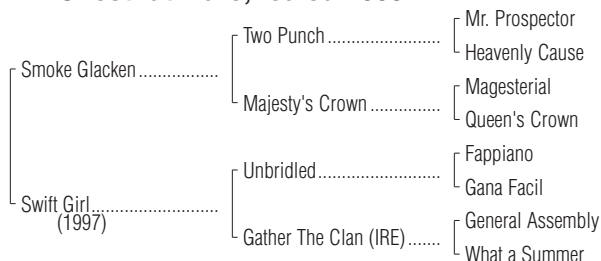 Mr. Prospector
Two Punch
Heavenly Cause
Smoke Glacken
Magesterial
Majesty's Crown
Queen's Crown
Fappiano
Unbridled
Gana Facil
Swift Girl
(1997)
General Assembly
Gather The Clan (IRE)
What a Summer